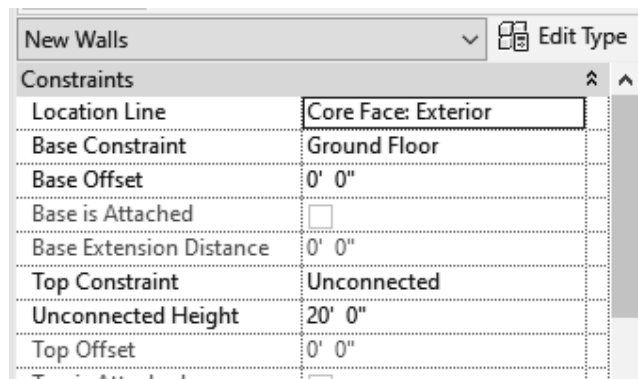 New Walls Edit Type
Constraints
Location Line Core Face: Exterior
Base Constraint Ground Floor
Base Offset 0' 0"
Base is Attached
Base Extension Distance 0' 0"
Top Constraint Unconnected
Unconnected Height 20' 0"
Top Offset 0' 0"